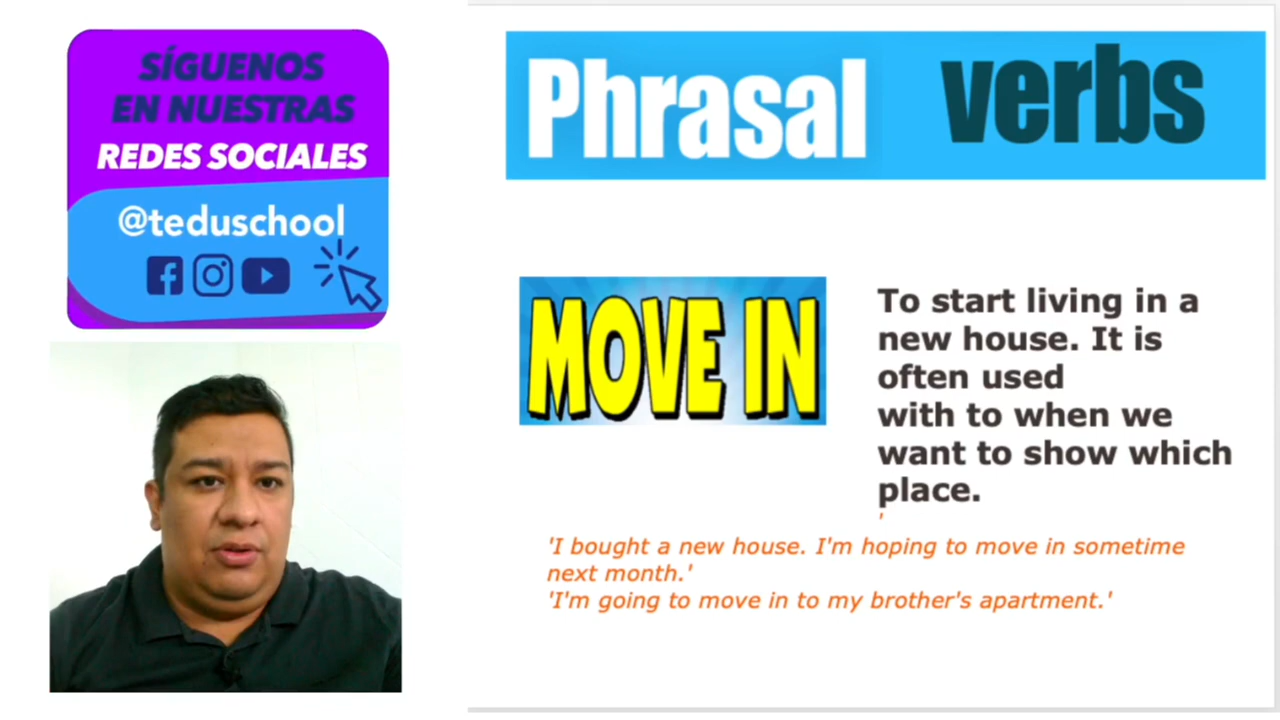 SÍGUENOS
EN NUESTRAS
REDES SOCIALES
@teduschool
Phrasal verbs
MOVE IN
To start living in a
new house. It is
often used
with to when we
want to show which
place.
'
'I bought a new house. I'm hoping to move in sometime
next month.'
'I'm going to move in to my brother's apartment.'